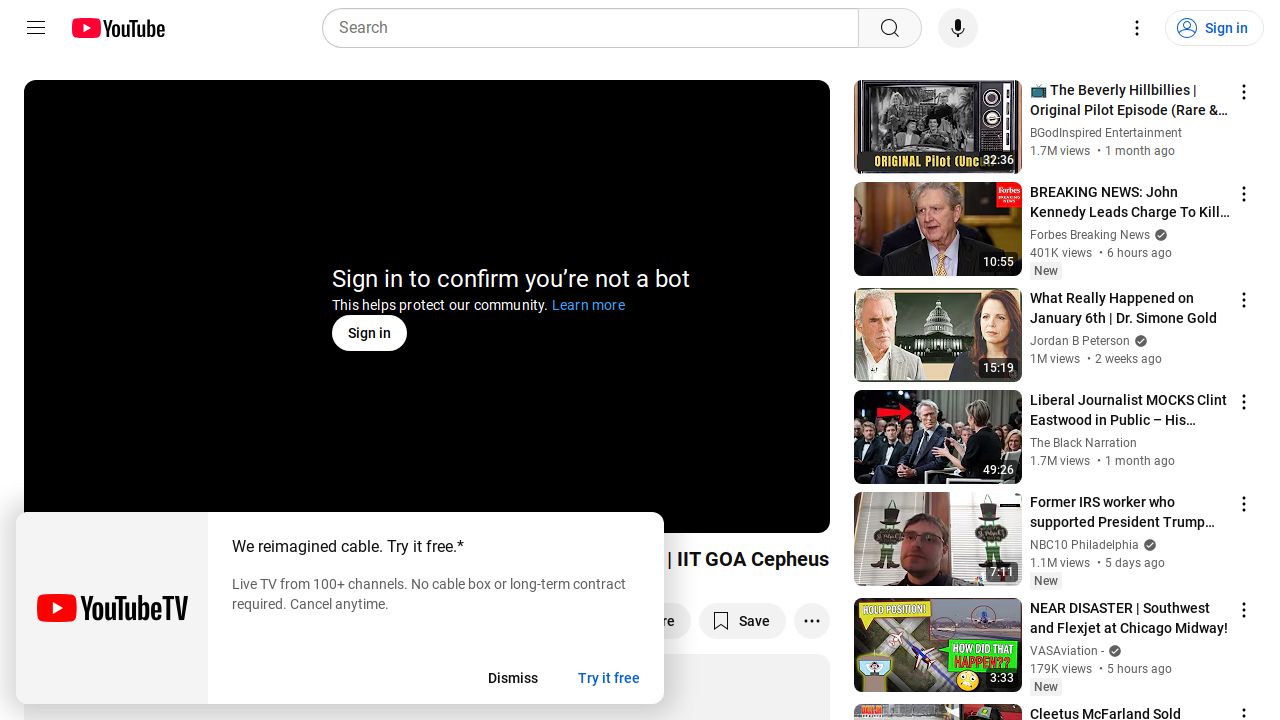 YouTube
Search
Sign in
Sign in to confirm you’re not a bot
This helps protect our community. Learn more
Sign in
| IIT GOA Cepheus
Save
We reimagined cable. Try it free.*
Live TV from 100+ channels. No cable box or long-term contract
required. Cancel anytime.
YouTubeTV
Dismiss
Try it free
ORIGINAL Pilot
32:36
📺 The Beverly Hillbillies |
Original Pilot Episode (Rare &…
BGodInspired Entertainment
1.7M views • 1 month ago
Forbes
BREAKING NEWS
10:55
BREAKING NEWS: John
Kennedy Leads Charge To Kill…
Forbes Breaking News
401K views • 6 hours ago
New
15:19
What Really Happened on
January 6th | Dr. Simone Gold
Jordan B Peterson
1M views • 2 weeks ago
49:26
Liberal Journalist MOCKS Clint
Eastwood in Public – His…
The Black Narration
1.7M views • 1 month ago
7:11
Former IRS worker who
supported President Trump…
NBC10 Philadelphia
1.1M views • 5 days ago
New
HOLD POSITION!
HOW DID THAT
HAPPEN??
3:33
NEAR DISASTER | Southwest
and Flexjet at Chicago Midway!
VASAviation -
179K views • 5 hours ago
New
Cleetus McFarland Sold